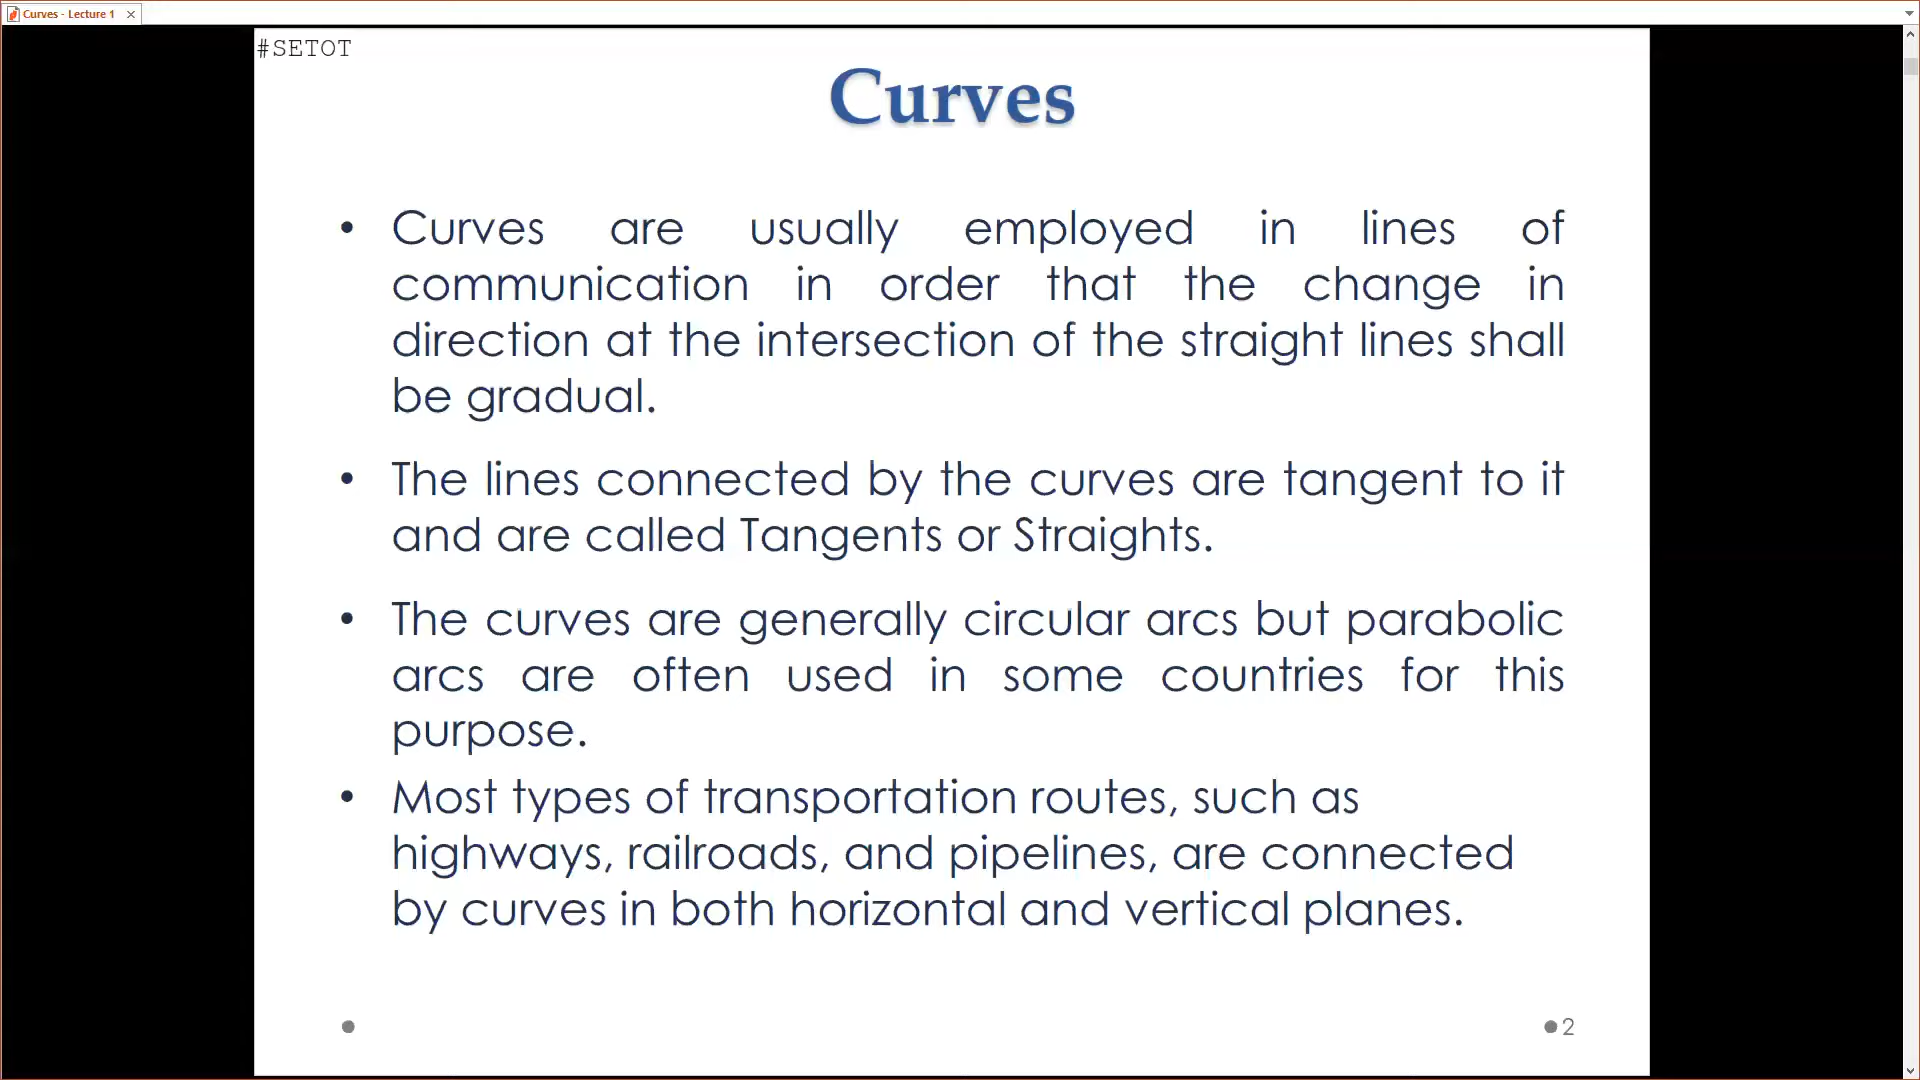 Curves - Lecture 1
#SETOT
Curves
• Curves are usually employed in lines of
communication in order that the change in
direction at the intersection of the straight lines shall
be gradual.
• The lines connected by the curves are tangent to it
and are called Tangents or Straights.
• The curves are generally circular arcs but parabolic
arcs are often used in some countries for this
purpose.
• Most types of transportation routes, such as
highways, railroads, and pipelines, are connected
by curves in both horizontal and vertical planes.
2